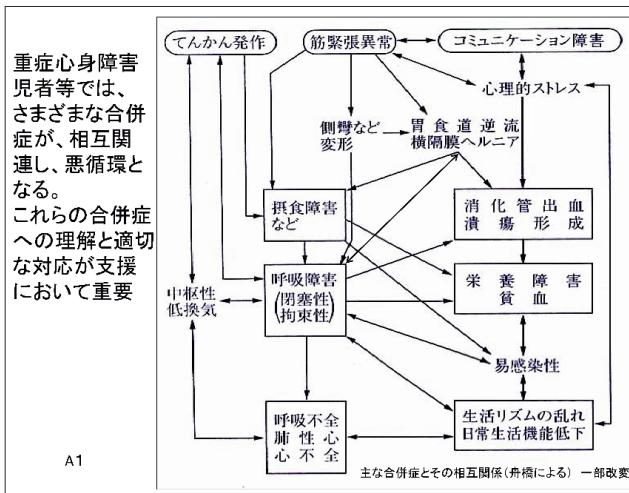 重症心身障害
児者等では、
さまざまな合併
症が、相互関
連し、悪循環と
なる。
これらの合併症
への理解と適切
な対応が支援
において重要
A1
てんかん発作
筋緊張異常
コミュニケーション障害
心理的ストレス
側彎など
変形
胃食道逆流
横隔膜ヘルニア
摂食障害
など
消化管出血
潰瘍形成
中枢性
低換気
呼吸障害
(閉塞性
拘束性)
栄養障害
貧血
易感染性
呼吸不全
肺性心
心不全
生活リズムの乱れ
日常生活機能低下
主な合併症とその相互関係(舟橋による) 一部改変